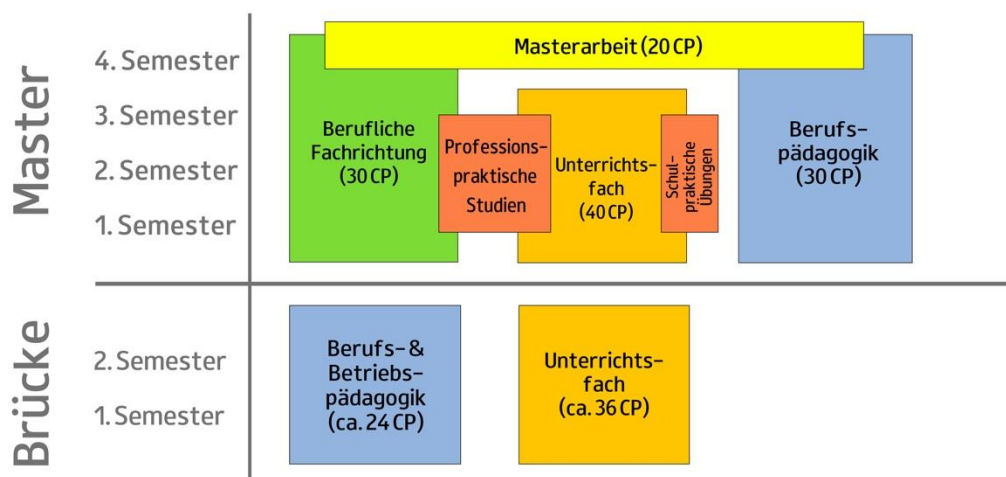 Master
4. Semester
3. Semester
2. Semester
1. Semester
Masterarbeit (20 CP)
Berufliche
Fachrichtung
(30 CP)
Professions-
praktische
Studien
Unterrichts-
fach
(40 CP)
Schul-
praktische
Übungen
Berufs-
pädagogik
(30 CP)
Brücke
2. Semester
1. Semester
Berufs- &
Betriebs-
pädagogik
(ca. 24 CP)
Unterrichts-
fach
(ca. 36 CP)